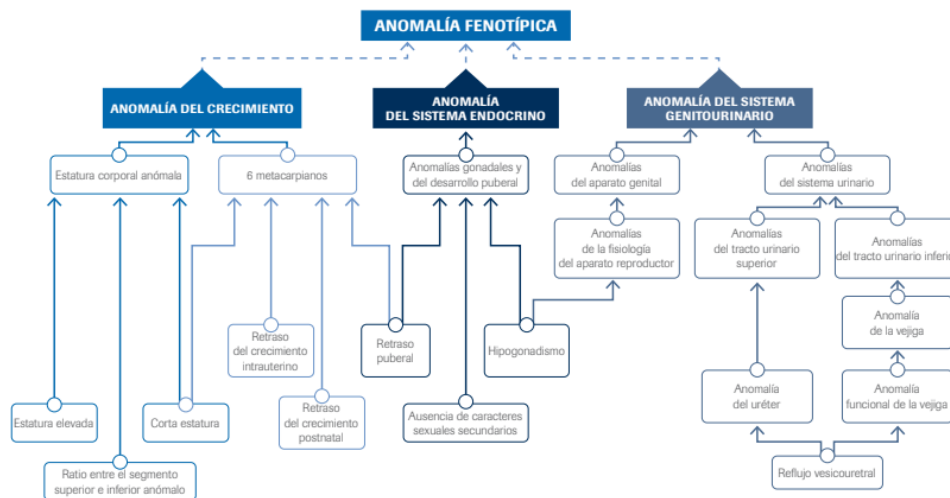 ANOMALÍA FENOTÍPICA
ANOMALÍA DEL CRECIMIENTO
ANOMALÍA
DEL SISTEMA ENDOCRINO
ANOMALÍA DEL SISTEMA
GENITOURINARIO
Estatura corporal anómala
6 metacarpianos
Anomalías gonadales y
del desarrollo puberal
Anomalías
del aparato genital
Anomalías
del sistema urinario
Anomalías
de la fisiología
del aparato reproductor
Anomalías
del tracto urinario
superior
Anomalías
del tracto urinario inferior
Anomalía
de la vejiga
Retraso
del crecimiento
intrauterino
Retraso
puberal
Hipogonadismo
Anomalía
del uréter
Anomalía
funcional de la vejiga
Estatura elevada
Corta estatura
Retraso
del crecimiento
postnatal
Ausencia de caracteres
sexuales secundarios
Ratio entre el segmento
superior e inferior anómalo
Reflujo vesicouretral